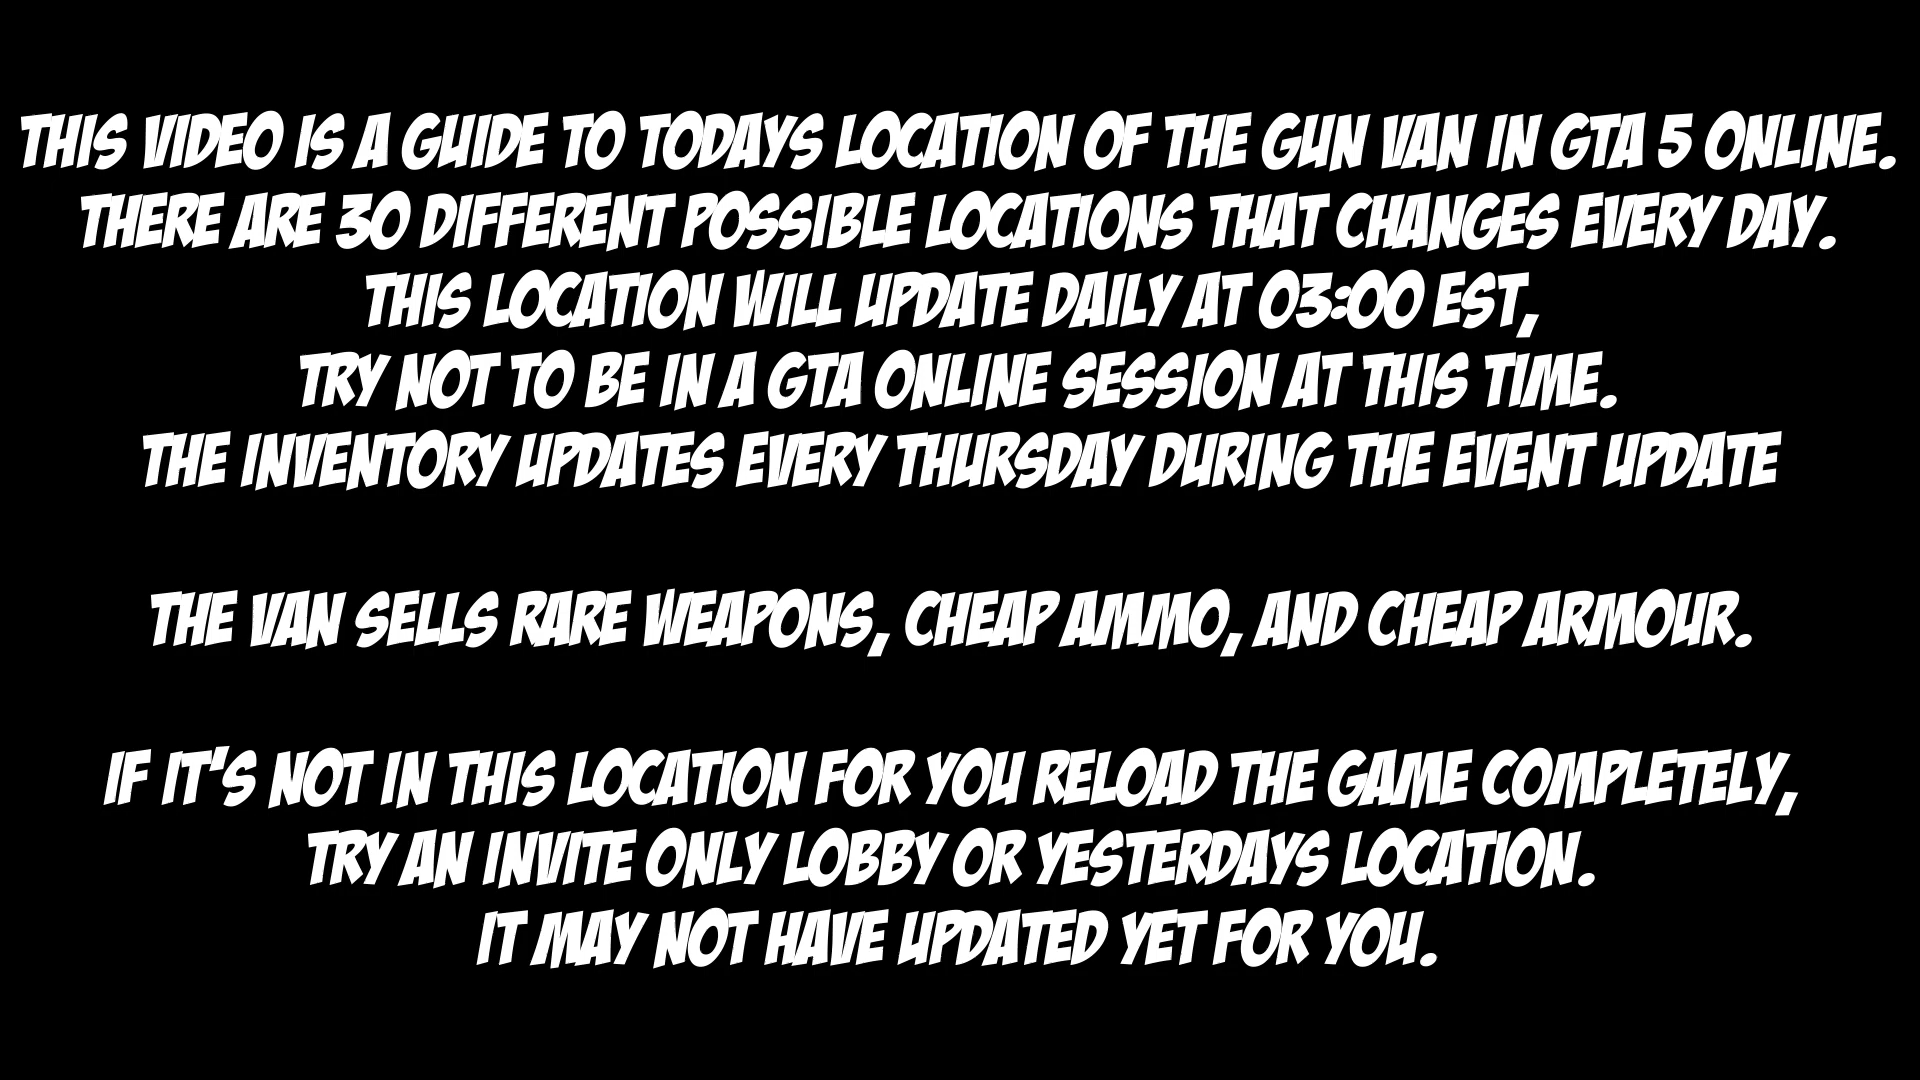 THIS VIDEO IS A GUIDE TO TODAYS LOCATION OF THE GUN VAN IN GTA 5 ONLINE.
THERE ARE 30 DIFFERENT POSSIBLE LOCATIONS THAT CHANGES EVERY DAY.
THIS LOCATION WILL UPDATE DAILY AT 03:00 EST,
TRY NOT TO BE IN A GTA ONLINE SESSION AT THIS TIME.
THE INVENTORY UPDATES EVERY THURSDAY DURING THE EVENT UPDATE
THE VAN SELLS RARE WEAPONS, CHEAP AMMO, AND CHEAP ARMOUR.
IF IT'S NOT IN THIS LOCATION FOR YOU RELOAD THE GAME COMPLETELY,
TRY AN INVITE ONLY LOBBY OR YESTERDAYS LOCATION.
IT MAY NOT HAVE UPDATED YET FOR YOU.